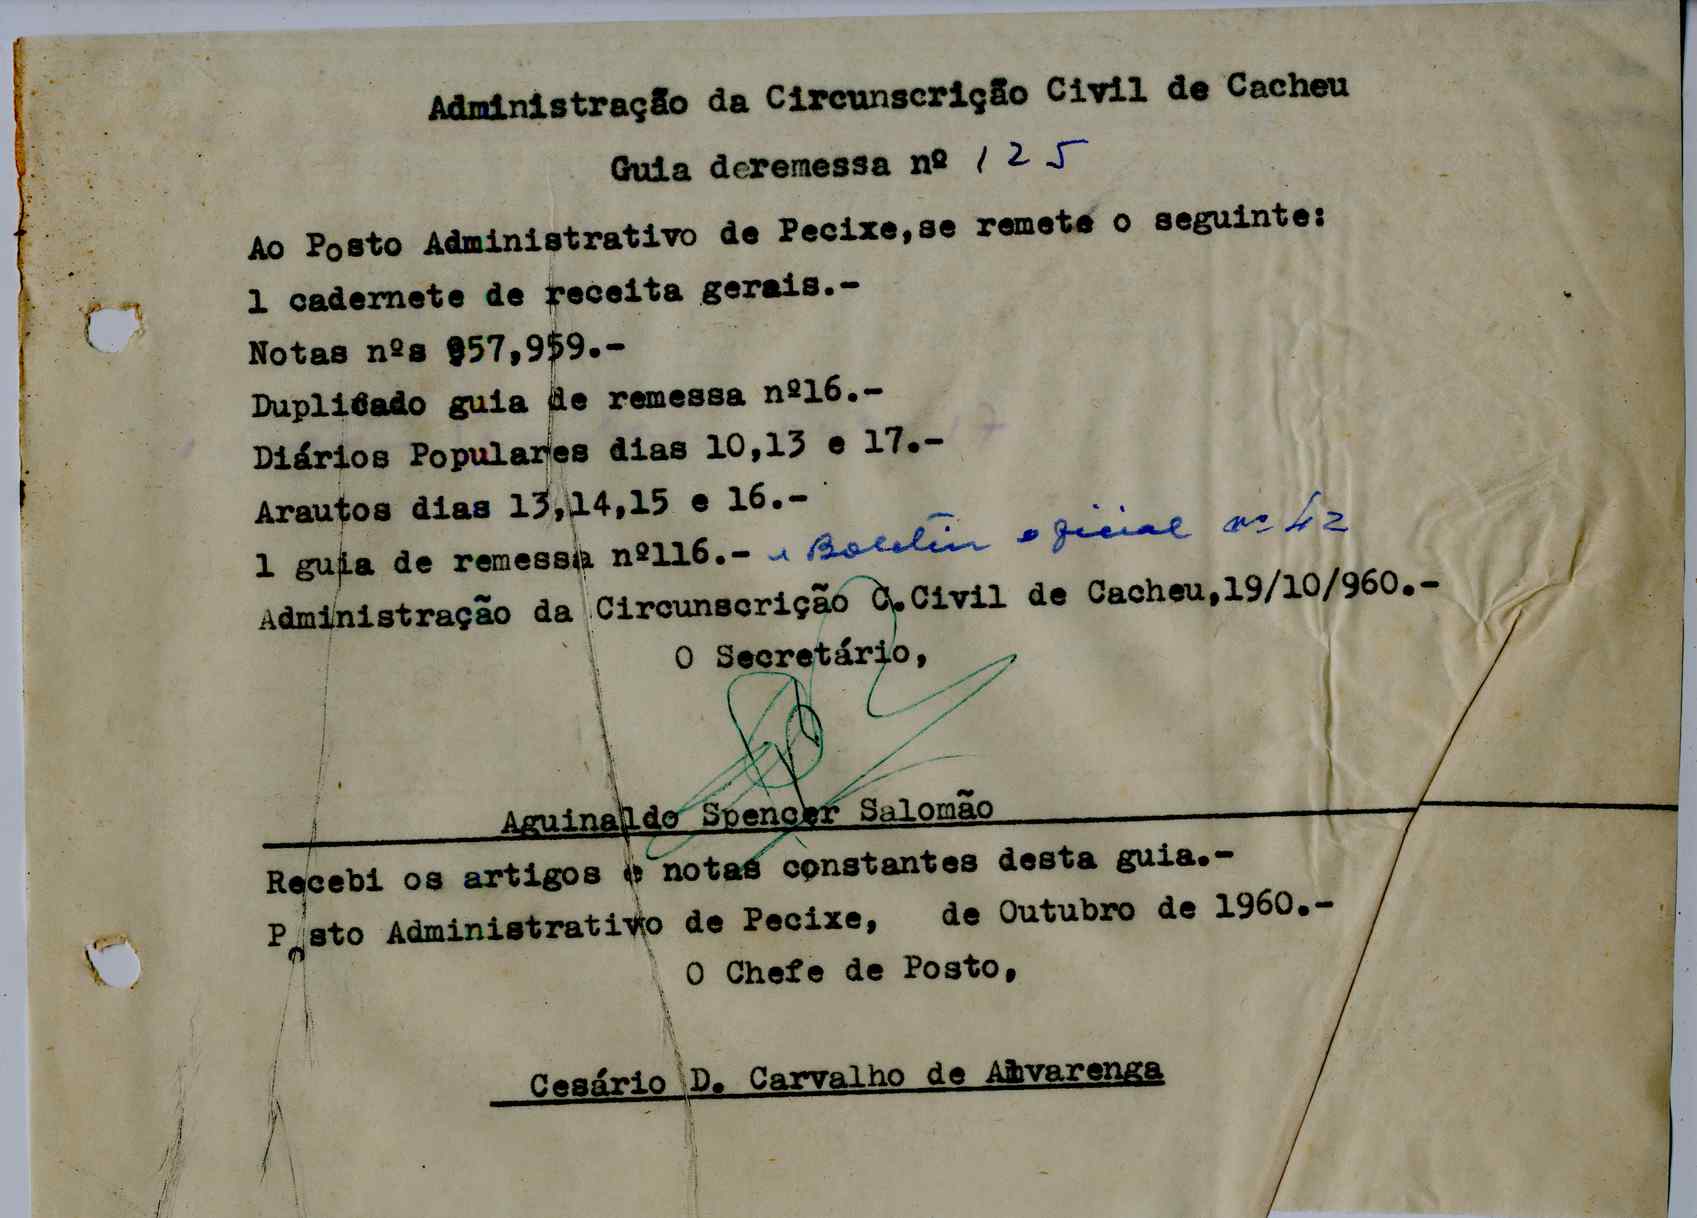 Administração da Circunscrição Civil de Cacheu
Guia deremessa nº 125
Ao Posto Administrativo de Pecixe,se remete o seguinte:
1 cadernete de receita gerais.-
Notas nºs 957,959.-
Duplicado guia de remessa nº16.-
Diários Populares dias 10,13 e 17.-
Arautos dias 13,14,15 e 16.-
1 guia de remessa nº116.- e Boletim oficial nº 42
Administração da Circunscrição C.Civil de Cacheu,19/10/960.-
O Secretário,
Aguinaldo Spencer Salomão
Recebi os artigos e notas constantes desta guia.-
Posto Administrativo de Pecixe, de Outubro de 1960.-
O Chefe de Posto,
Cesário D. Carvalho de Alvarenga